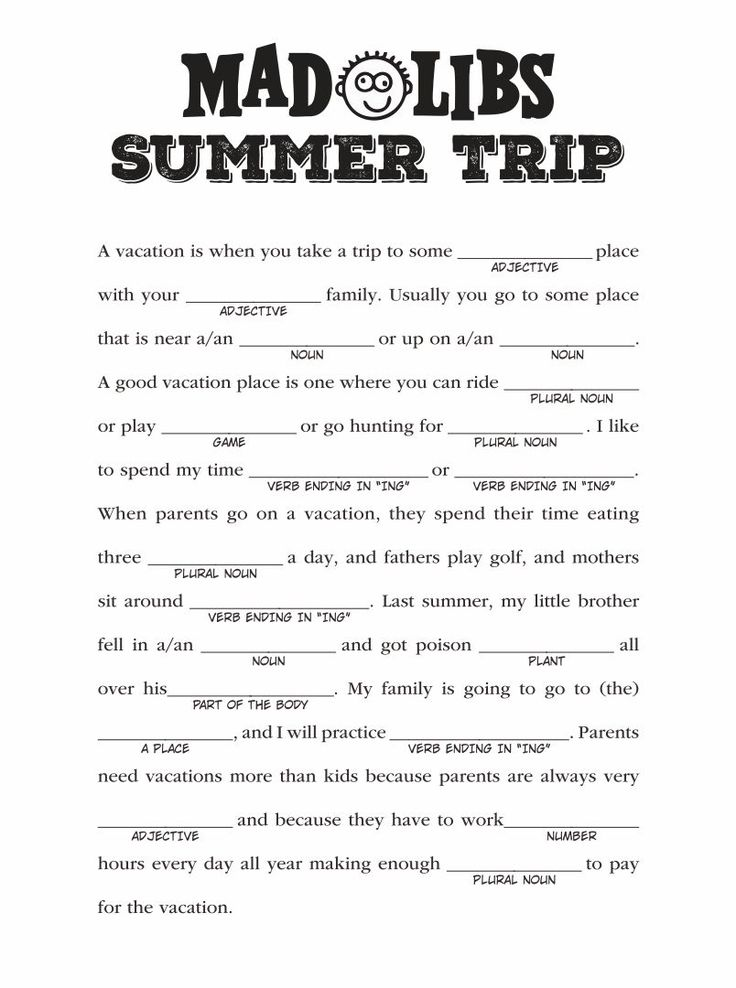 MAD LIBS
SUMMER TRIP
A vacation is when you take a trip to some ______________ place
ADJECTIVE
with your ______________ family. Usually you go to some place
ADJECTIVE
that is near a/an ______________ or up on a/an ______________.
NOUN NOUN
A good vacation place is one where you can ride ______________
PLURAL NOUN
or play ______________ or go hunting for ______________. I like
GAME PLURAL NOUN
to spend my time __________________ or __________________.
VERB ENDING IN "ING" VERB ENDING IN "ING"
When parents go on a vacation, they spend their time eating
three ______________ a day, and fathers play golf, and mothers
PLURAL NOUN
sit around __________________. Last summer, my little brother
VERB ENDING IN "ING"
fell in a/an ______________ and got poison ______________ all
NOUN PLANT
over his_________________. My family is going to go to (the)
PART OF THE BODY
______________, and I will practice __________________. Parents
A PLACE VERB ENDING IN "ING"
need vacations more than kids because parents are always very
______________ and because they have to work______________
ADJECTIVE NUMBER
hours every day all year making enough ______________ to pay
PLURAL NOUN
for the vacation.